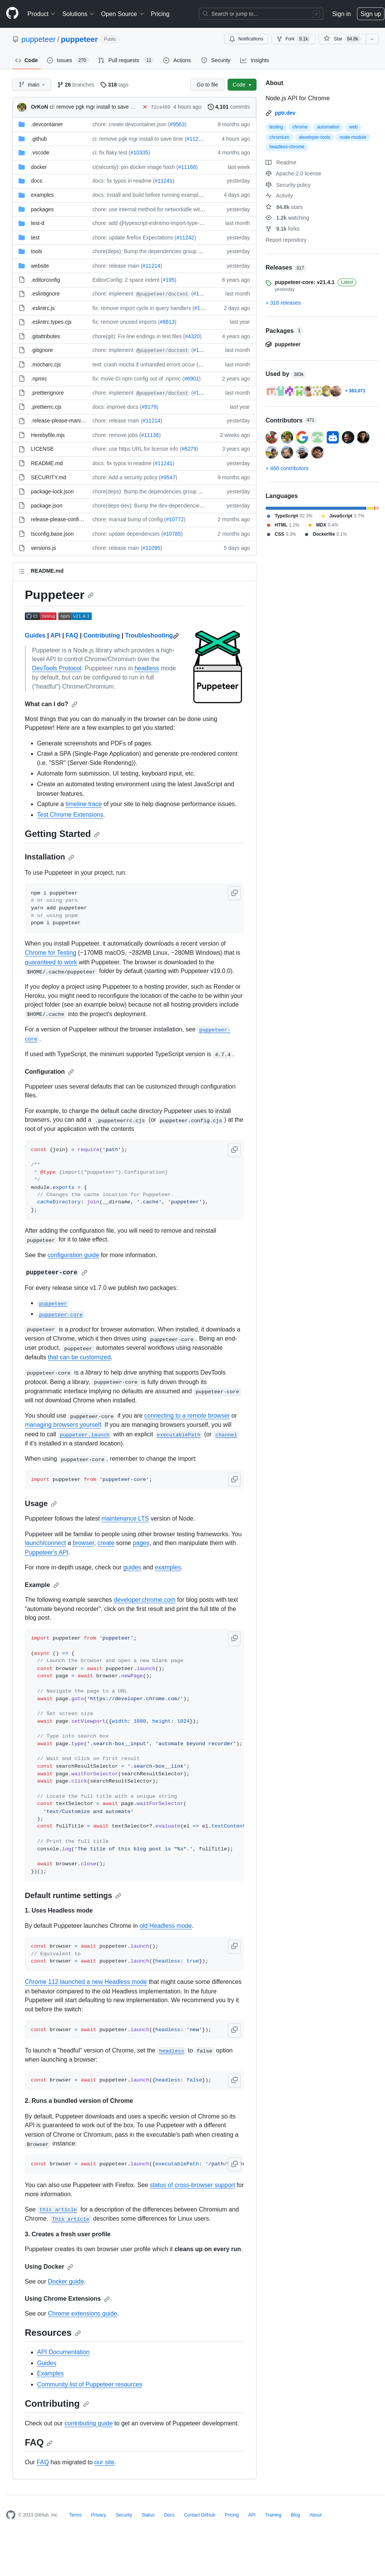 Product Solutions Open Source Pricing Search or jump to... / Sign in Sign up
puppeteer / puppeteer Public Notifications Fork 9.1k Star 84.8k
Code Issues 270 Pull requests 11 Actions Security Insights
main 26 branches 318 tags Go to file Code
OrKoN ci: remove pkg mgr install to save … f2ce480 4 hours ago 4,101 commits
.devcontainer chore: create devcontainer.json (#9563) 9 months ago
.github ci: remove pkg mgr install to save time (#112… 4 hours ago
.vscode ci: fix flaky test (#10335) 4 months ago
docker ci(security): pin docker image hash (#11168) last week
docs docs: fix typos in readme (#11241) yesterday
examples docs: Install and build before running exampl… 4 days ago
packages chore: use internal method for networkidle wit… yesterday
test-d chore: add @typescript-eslint/no-import-type-… last month
test chore: update firefox Expectations (#11242) yesterday
tools chore(deps): Bump the dependencies group … yesterday
website chore: release main (#11214) yesterday
.editorconfig EditorConfig: 2 space indent (#195) 6 years ago
.eslintignore chore: implement @puppeteer/doctest (#1… last month
.eslintrc.js fix: remove import cycle in query handlers (#1… last month
.eslintrc.types.cjs fix: remove unused imports (#8613) last year
.gitattributes chore(git): Fix line endings in text files (#4320) 4 years ago
.gitignore chore: implement @puppeteer/doctest (#1… last month
.mocharc.cjs test: crash mocha if unhandled errors occur (… last month
.npmrc fix: move CI npm config out of .npmrc (#6901) 2 years ago
.prettierignore chore: implement @puppeteer/doctest (#1… last month
.prettierrc.cjs docs: improve docs (#9179) last year
.release-please-mani… chore: release main (#11214) yesterday
Herebyfile.mjs chore: remove jobs (#11136) 2 weeks ago
LICENSE chore: use https URL for license info (#6279) 3 years ago
README.md docs: fix typos in readme (#11241) yesterday
SECURITY.md chore: Add a security policy (#9547) 9 months ago
package-lock.json chore(deps): Bump the dependencies group … yesterday
package.json chore(deps-dev): Bump the dev-dependencie… yesterday
release-please-confi… chore: manual bump of config (#10772) 2 months ago
tsconfig.base.json chore: update dependencies (#10785) 2 months ago
versions.js chore: release main (#11095) 5 days ago
README.md
Puppeteer
CI failing npm v21.4.1
Guides | API | FAQ | Contributing | Troubleshooting
Puppeteer is a Node.js library which provides a high-
level API to control Chrome/Chromium over the
DevTools Protocol. Puppeteer runs in headless mode
by default, but can be configured to run in full
("headful") Chrome/Chromium.
Puppeteer
What can I do?
Most things that you can do manually in the browser can be done using
Puppeteer! Here are a few examples to get you started:
Generate screenshots and PDFs of pages.
Crawl a SPA (Single-Page Application) and generate pre-rendered content
(i.e. "SSR" (Server-Side Rendering)).
Automate form submission, UI testing, keyboard input, etc.
Create an automated testing environment using the latest JavaScript and
browser features.
Capture a timeline trace of your site to help diagnose performance issues.
Test Chrome Extensions.
Getting Started
Installation
To use Puppeteer in your project, run:
npm i puppeteer
# or using yarn
yarn add puppeteer
# or using pnpm
pnpm i puppeteer
When you install Puppeteer, it automatically downloads a recent version of
Chrome for Testing (~170MB macOS, ~282MB Linux, ~280MB Windows) that is
guaranteed to work with Puppeteer. The browser is downloaded to the
$HOME/.cache/puppeteer folder by default (starting with Puppeteer v19.0.0).
If you deploy a project using Puppeteer to a hosting provider, such as Render or
Heroku, you might need to reconfigure the location of the cache to be within your
project folder (see an example below) because not all hosting providers include
$HOME/.cache into the project's deployment.
For a version of Puppeteer without the browser installation, see puppeteer-
core .
If used with TypeScript, the minimum supported TypeScript version is 4.7.4 .
Configuration
Puppeteer uses several defaults that can be customized through configuration
files.
For example, to change the default cache directory Puppeteer uses to install
browsers, you can add a .puppeteerrc.cjs (or puppeteer.config.cjs ) at the
root of your application with the contents
const {join} = require('path');
/**
* @type {import("puppeteer").Configuration}
*/
module.exports = {
// Changes the cache location for Puppeteer.
cacheDirectory: join(__dirname, '.cache', 'puppeteer'),
};
After adding the configuration file, you will need to remove and reinstall
puppeteer for it to take effect.
See the configuration guide for more information.
puppeteer-core
For every release since v1.7.0 we publish two packages:
puppeteer
puppeteer-core
puppeteer is a product for browser automation. When installed, it downloads a
version of Chrome, which it then drives using puppeteer-core . Being an end-
user product, puppeteer automates several workflows using reasonable
defaults that can be customized.
puppeteer-core is a library to help drive anything that supports DevTools
protocol. Being a library, puppeteer-core is fully driven through its
programmatic interface implying no defaults are assumed and puppeteer-core
will not download Chrome when installed.
You should use puppeteer-core if you are connecting to a remote browser or
managing browsers yourself. If you are managing browsers yourself, you will
need to call puppeteer.launch with an explicit executablePath (or channel
if it's installed in a standard location).
When using puppeteer-core , remember to change the import:
import puppeteer from 'puppeteer-core';
Usage
Puppeteer follows the latest maintenance LTS version of Node.
Puppeteer will be familiar to people using other browser testing frameworks. You
launch/connect a browser, create some pages, and then manipulate them with
Puppeteer's API.
For more in-depth usage, check our guides and examples.
Example
The following example searches developer.chrome.com for blog posts with text
"automate beyond recorder", click on the first result and print the full title of the
blog post.
import puppeteer from 'puppeteer';
(async () => {
// Launch the browser and open a new blank page
const browser = await puppeteer.launch();
const page = await browser.newPage();
// Navigate the page to a URL
await page.goto('https://developer.chrome.com/');
// Set screen size
await page.setViewport({width: 1080, height: 1024});
// Type into search box
await page.type('.search-box__input', 'automate beyond recorder');
// Wait and click on first result
const searchResultSelector = '.search-box__link';
await page.waitForSelector(searchResultSelector);
await page.click(searchResultSelector);
// Locate the full title with a unique string
const textSelector = await page.waitForSelector(
'text/Customize and automate'
);
const fullTitle = await textSelector?.evaluate(el => el.textContent
// Print the full title
console.log('The title of this blog post is "%s".', fullTitle);
await browser.close();
})();
Default runtime settings
1. Uses Headless mode
By default Puppeteer launches Chrome in old Headless mode.
const browser = await puppeteer.launch();
// Equivalent to
const browser = await puppeteer.launch({headless: true});
Chrome 112 launched a new Headless mode that might cause some differences
in behavior compared to the old Headless implementation. In the future
Puppeteer will start defaulting to new implementation. We recommend you try it
out before the switch:
const browser = await puppeteer.launch({headless: 'new'});
To launch a "headful" version of Chrome, set the headless to false option
when launching a browser:
const browser = await puppeteer.launch({headless: false});
2. Runs a bundled version of Chrome
By default, Puppeteer downloads and uses a specific version of Chrome so its
API is guaranteed to work out of the box. To use Puppeteer with a different
version of Chrome or Chromium, pass in the executable's path when creating a
Browser instance:
const browser = await puppeteer.launch({executablePath: '/path/
You can also use Puppeteer with Firefox. See status of cross-browser support for
more information.
See this article for a description of the differences between Chromium and
Chrome. This article describes some differences for Linux users.
3. Creates a fresh user profile
Puppeteer creates its own browser user profile which it cleans up on every run.
Using Docker
See our Docker guide.
Using Chrome Extensions
See our Chrome extensions guide.
Resources
API Documentation
Guides
Examples
Community list of Puppeteer resources
Contributing
Check out our contributing guide to get an overview of Puppeteer development.
FAQ
Our FAQ has migrated to our site.
About
Node.js API for Chrome
pptr.dev
testing chrome automation web
chromium developer-tools node-module
headless-chrome
Readme
Apache-2.0 license
Security policy
Activity
84.8k stars
1.2k watching
9.1k forks
Report repository
Releases 317
puppeteer-core: v21.4.1 Latest
yesterday
+ 316 releases
Packages 1
puppeteer
Used by 383k
+ 383,071
Contributors 471
+ 460 contributors
Languages
TypeScript 92.3% JavaScript 5.7%
HTML 1.2% MDX 0.4%
CSS 0.3% Dockerfile 0.1%
© 2023 GitHub, Inc. Terms Privacy Security Status Docs Contact GitHub Pricing API Training Blog About